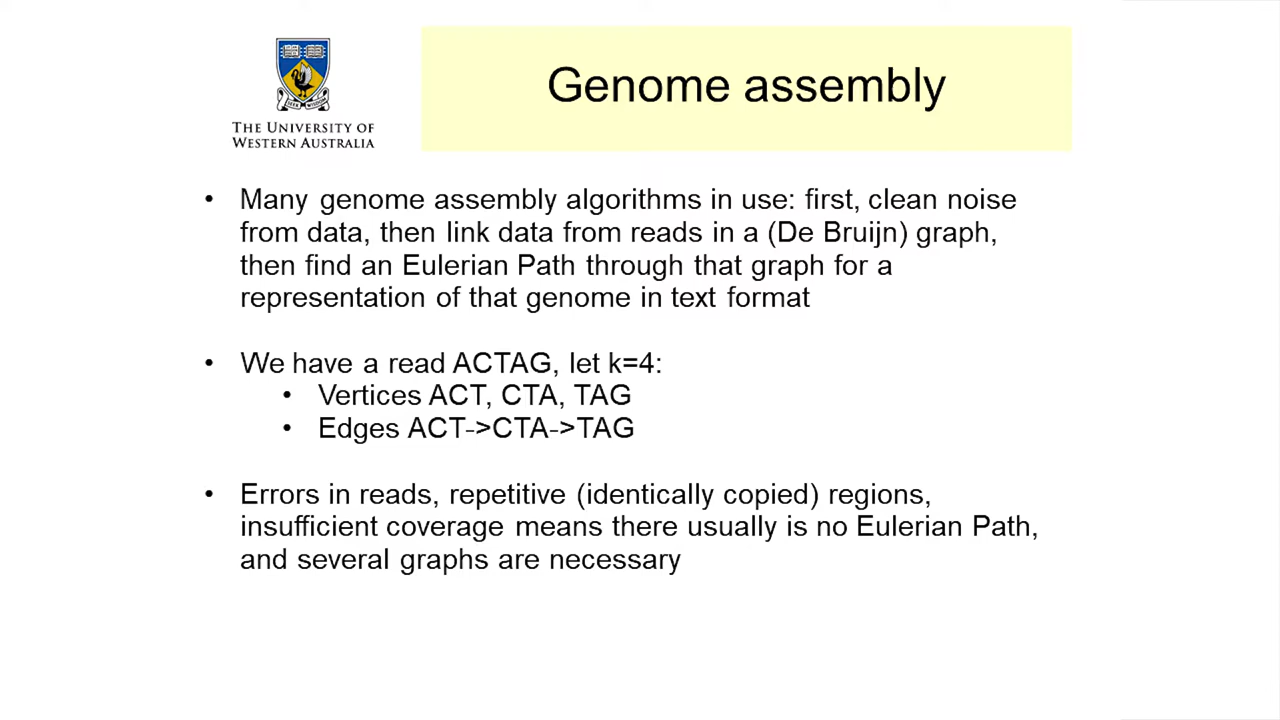 Genome assembly
THE UNIVERSITY OF
WESTERN AUSTRALIA
• Many genome assembly algorithms in use: first, clean noise
from data, then link data from reads in a (De Bruijn) graph,
then find an Eulerian Path through that graph for a
representation of that genome in text format
• We have a read ACTAG, let k=4:
• Vertices ACT, CTA, TAG
• Edges ACT->CTA->TAG
• Errors in reads, repetitive (identically copied) regions,
insufficient coverage means there usually is no Eulerian Path,
and several graphs are necessary